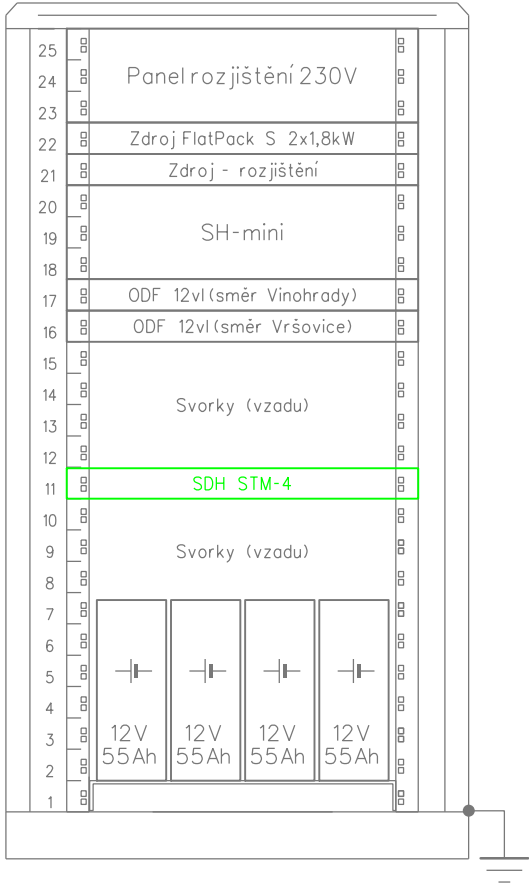 25
24
Panel rozjištění 230V
23
22
Zdroj FlatPack S 2x1,8kW
21
Zdroj - rozjištění
20
19
SH-mini
18
17
ODF 12vl(směr Vinohrady)
16
ODF 12vl(směr Vršovice)
15
14
Svorky (vzadu)
13
12
11
SDH STM-4
10
9
Svorky (vzadu)
8
7
6
5
4
3
12V 12V 12V 12V
55Ah 55Ah 55Ah 55Ah
2
1